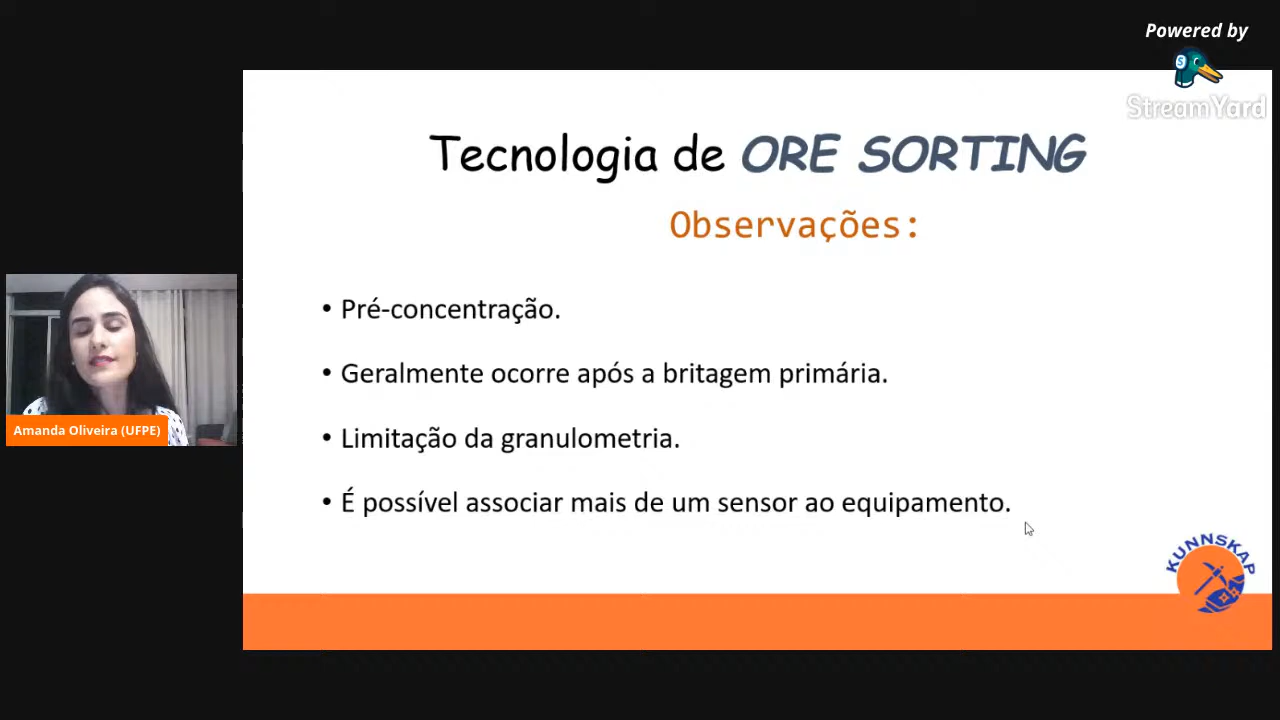 Powered by
StreamYard
Tecnologia de ORE SORTING
Observações:
• Pré-concentração.
• Geralmente ocorre após a britagem primária.
• Limitação da granulometria.
• É possível associar mais de um sensor ao equipamento.
Amanda Oliveira (UFPE)
KUNNSKAP